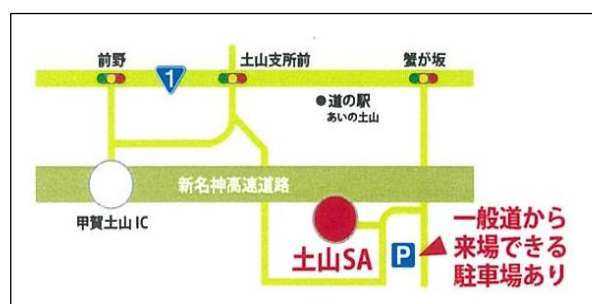 前野
土山支所前
蟹が坂
1
●道の駅
あいの土山
新名神高速道路
甲賀土山IC
土山SA
P
一般道から
来場できる
駐車場あり